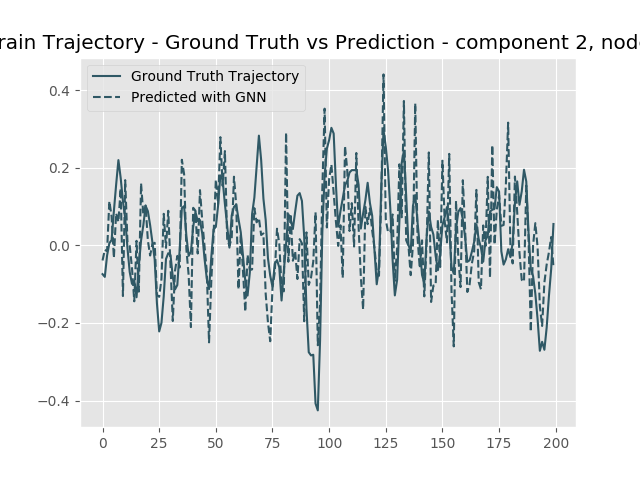 rain Trajectory - Ground Truth vs Prediction - component 2, nod
Ground Truth Trajectory
Predicted with GNN
0.4
0.2
0.0
−0.2
−0.4
0 25 50 75 100 125 150 175 200